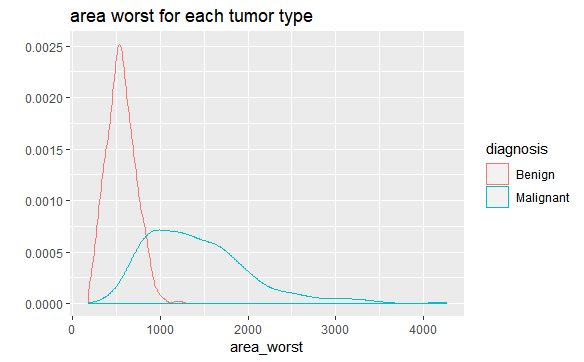 area worst for each tumor type
0.0025
0.0020
0.0015
0.0010
0.0005
0.0000
0 1000 2000 3000 4000
area_worst
diagnosis
Benign
Malignant